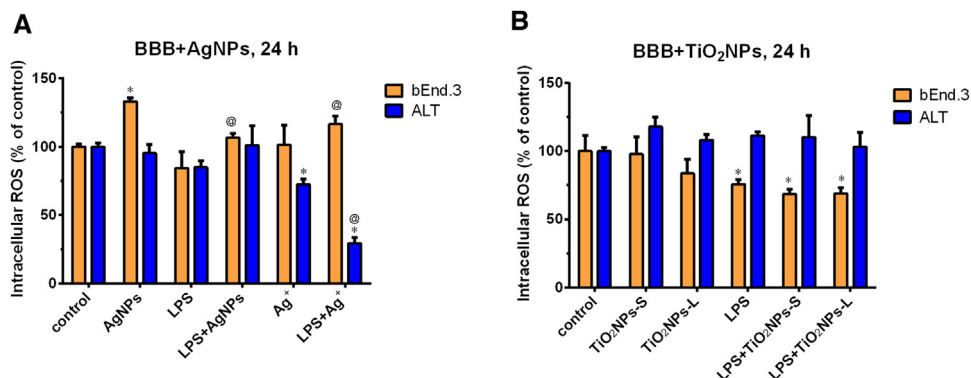 A
BBB+AgNPs, 24 h
Intracellular ROS (% of control)
150
100
50
0
*
@
*
@
@
*
control
AgNPs
LPS
LPS+AgNPs
Ag⁺
LPS+Ag⁺
bEnd.3
ALT
B
BBB+TiO₂NPs, 24 h
Intracellular ROS (% of control)
150
100
50
0
*
*
*
control
TiO₂NPs-S
TiO₂NPs-L
LPS
LPS+TiO₂NPs-S
LPS+TiO₂NPs-L
bEnd.3
ALT